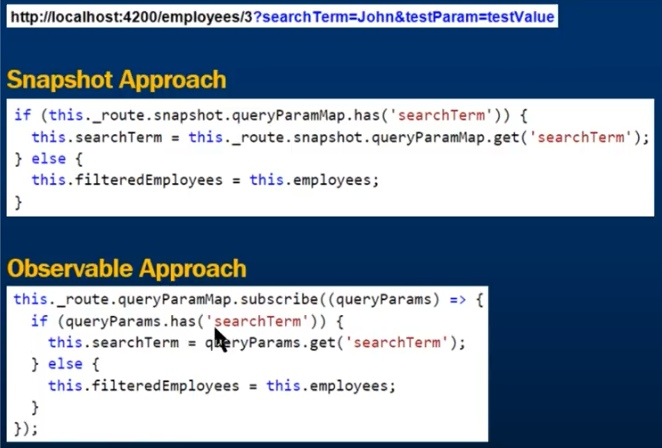 http://localhost:4200/employees/3?searchTerm=John&testParam=testValue
Snapshot Approach
if (this._route.snapshot.queryParamMap.has('searchTerm')) {
  this.searchTerm = this._route.snapshot.queryParamMap.get('searchTerm');
} else {
  this.filteredEmployees = this.employees;
}
Observable Approach
this._route.queryParamMap.subscribe((queryParams) => {
  if (queryParams.has('searchTerm')) {
    this.searchTerm = queryParams.get('searchTerm');
  } else {
    this.filteredEmployees = this.employees;
  }
});